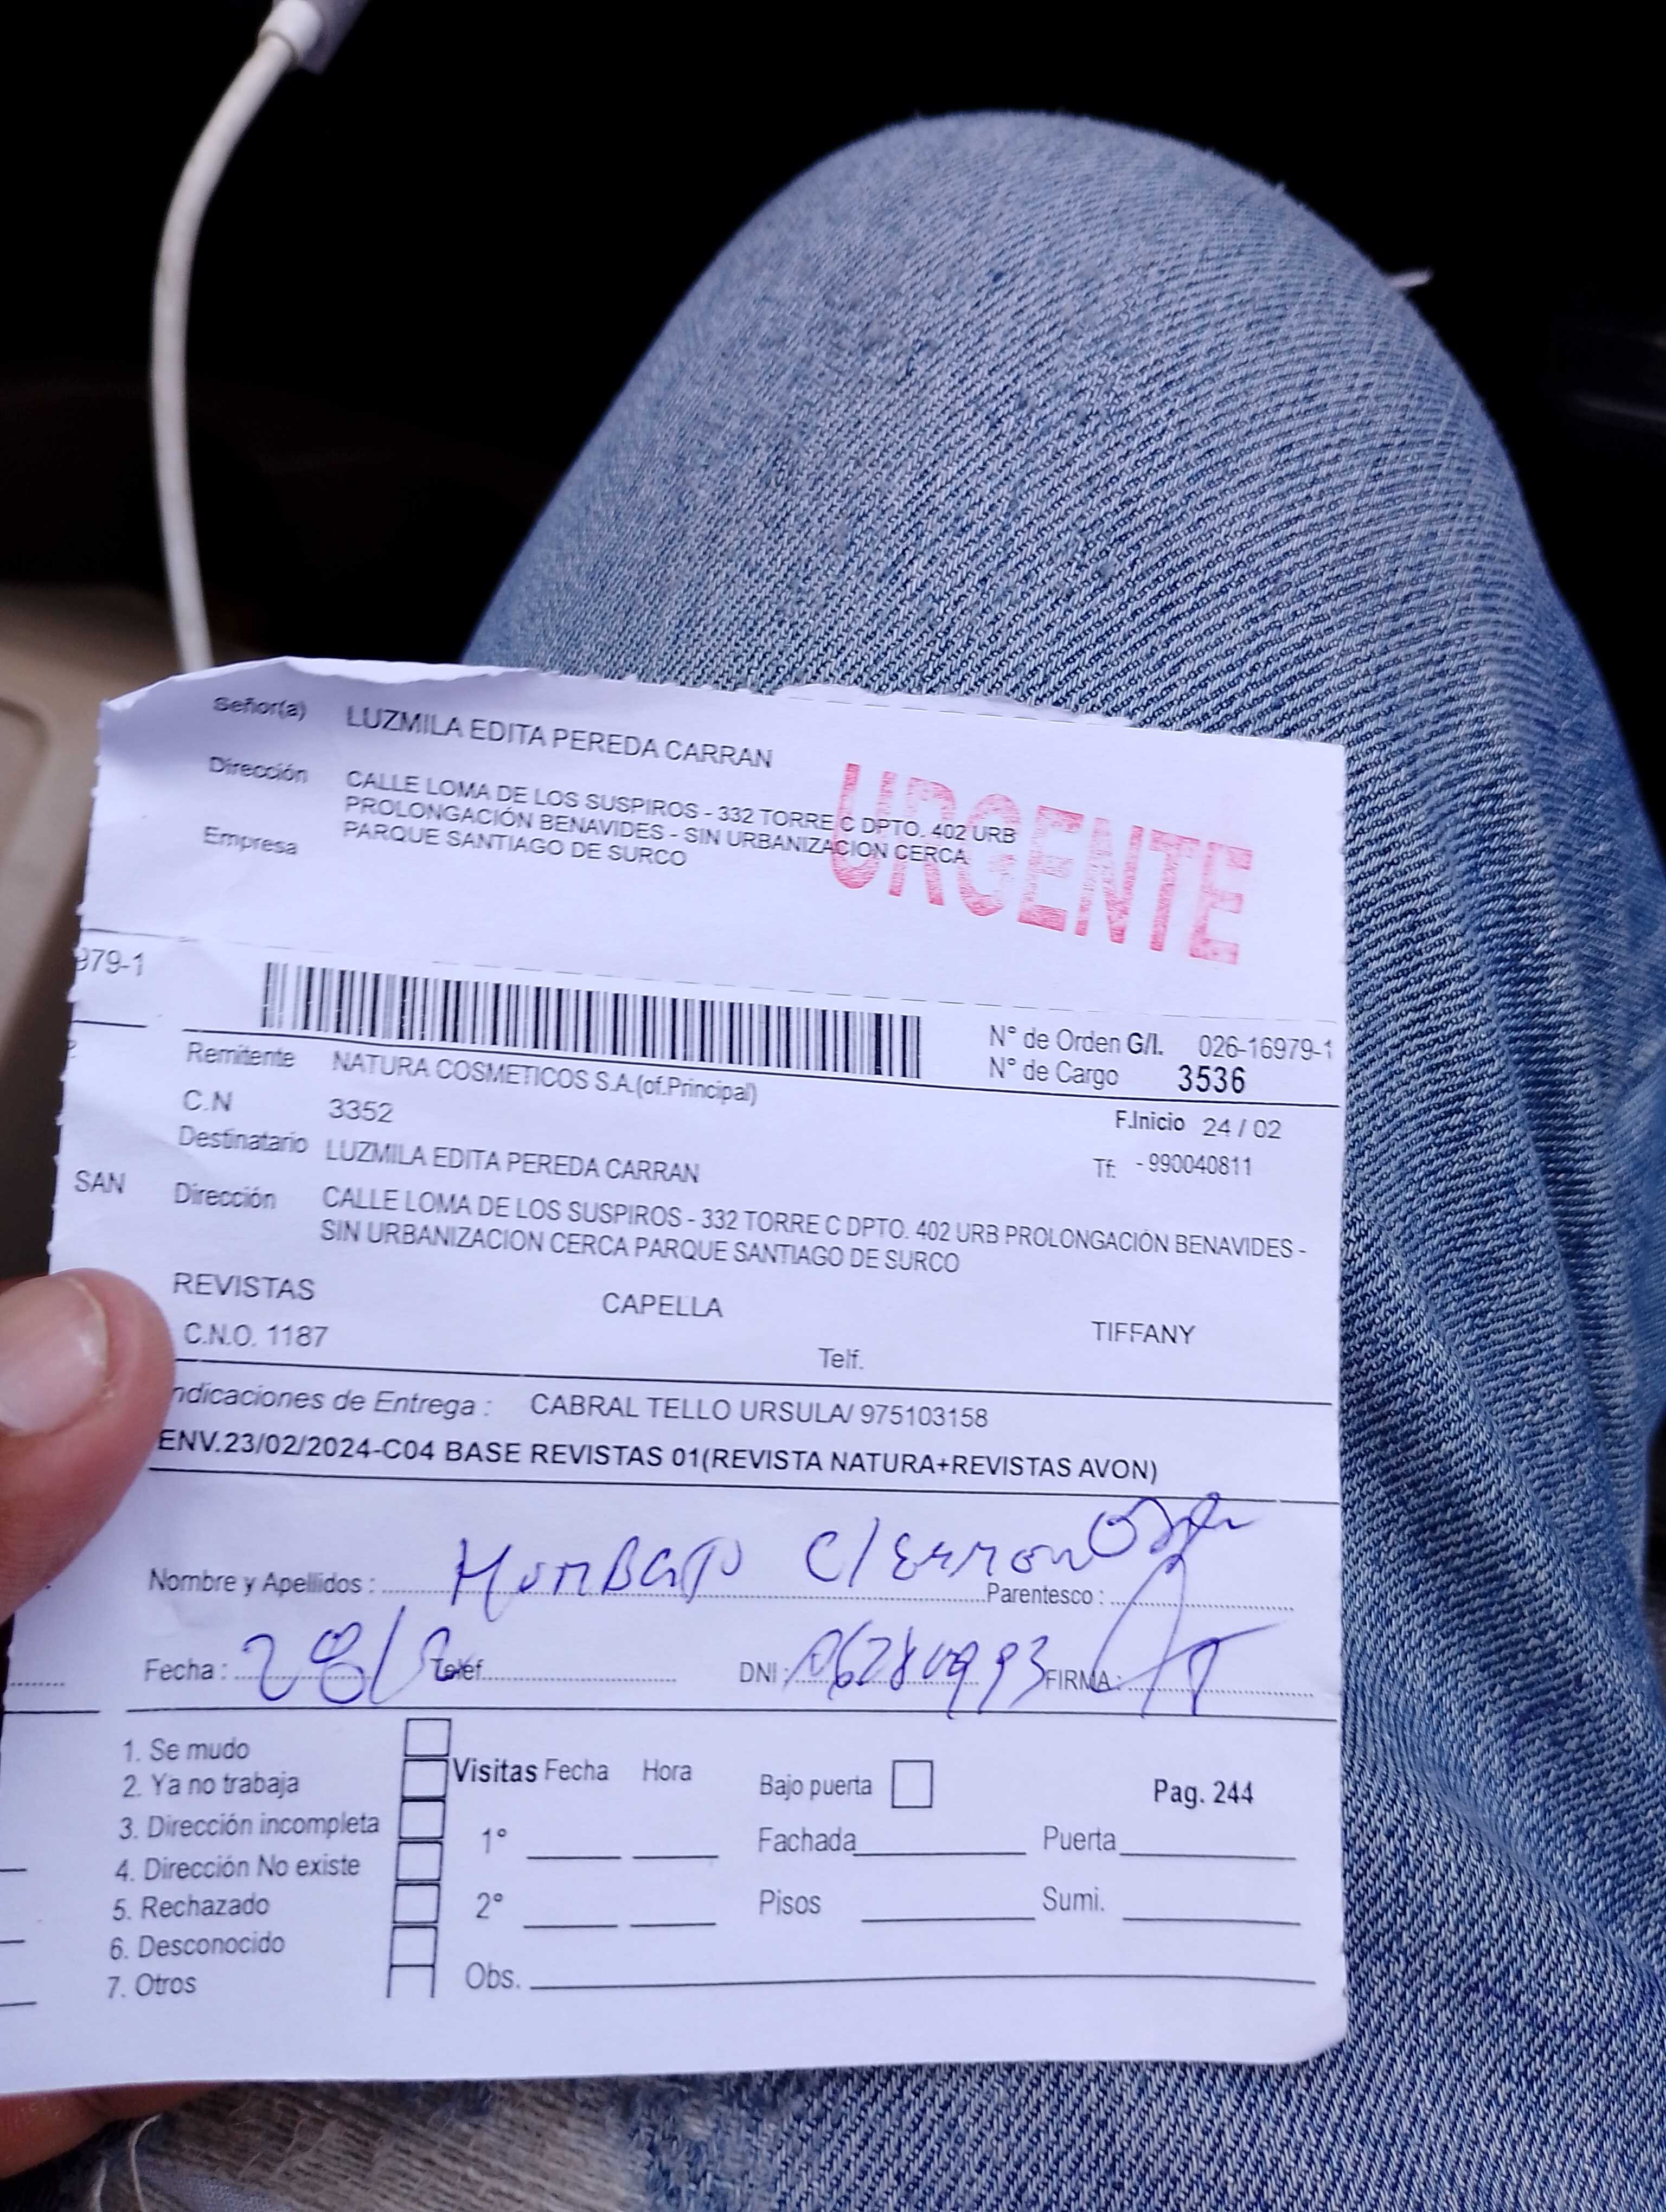 Señor(a) LUZMILA EDITA PEREDA CARRAN
Dirección CALLE LOMA DE LOS SUSPIROS - 332 TORRE C DPTO. 402 URB
PROLONGACIÓN BENAVIDES - SIN URBANIZACION CERCA
Empresa PARQUE SANTIAGO DE SURCO
URGENTE
979-1
N° de Orden G/I. 026-16979-1
N° de Cargo 3536
Remitente NATURA COSMETICOS S.A.(of.Principal)
C.N 3352 F.Inicio 24 / 02
Destinatario LUZMILA EDITA PEREDA CARRAN Tf: - 990040811
SAN Dirección CALLE LOMA DE LOS SUSPIROS - 332 TORRE C DPTO. 402 URB PROLONGACIÓN BENAVIDES -
SIN URBANIZACION CERCA PARQUE SANTIAGO DE SURCO
REVISTAS CAPELLA TIFFANY
C.N.O. 1187 Telf.
ndicaciones de Entrega : CABRAL TELLO URSULA/ 975103158
ENV.23/02/2024-C04 BASE REVISTAS 01(REVISTA NATURA+REVISTAS AVON)
Nombre y Apellidos : Parentesco :
Fecha : 28/ Telef. DNI : FIRMA :
1. Se mudo
2. Ya no trabaja
3. Dirección incompleta
4. Dirección No existe
5. Rechazado
6. Desconocido
7. Otros
Visitas Fecha Hora Bajo puerta Pag. 244
1° Fachada Puerta
2° Pisos Sumi.
Obs.